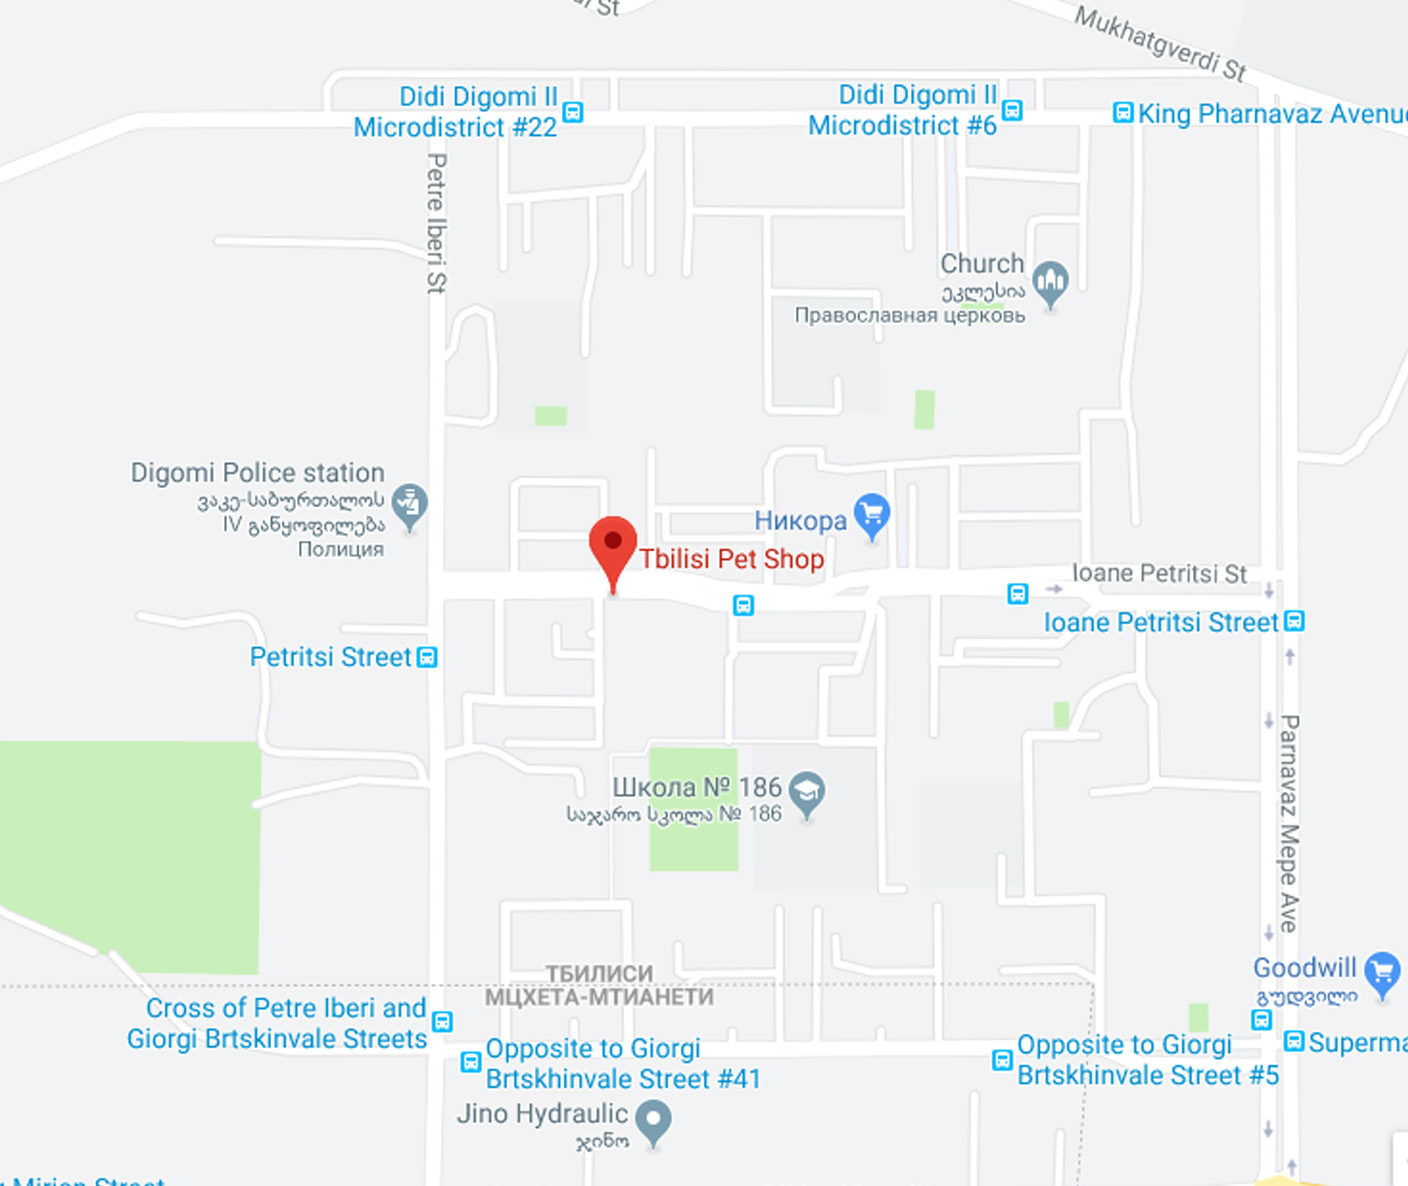 Mukhatgverdi St
Didi Digomi II
Microdistrict #22
Didi Digomi II
Microdistrict #6
King Pharnavaz Avenue
Petre Iberi St
Church
ეკლესია
Православная церковь
Digomi Police station
ვაკე-საბურთალოს
IV განყოფილება
Полиция
Никора
Tbilisi Pet Shop
Ioane Petritsi St
Ioane Petritsi Street
Petritsi Street
Parnavaz Mepe Ave
Школа № 186
საჯარო სკოლა № 186
ТБИЛИСИ
МЦХЕТА-МТИАНЕТИ
Goodwill
გუდვილი
Cross of Petre Iberi and
Giorgi Brtskinvale Streets
Opposite to Giorgi
Brtskhinvale Street #41
Opposite to Giorgi
Brtskhinvale Street #5
Superma
Jino Hydraulic
ჯინო
Mirian Street